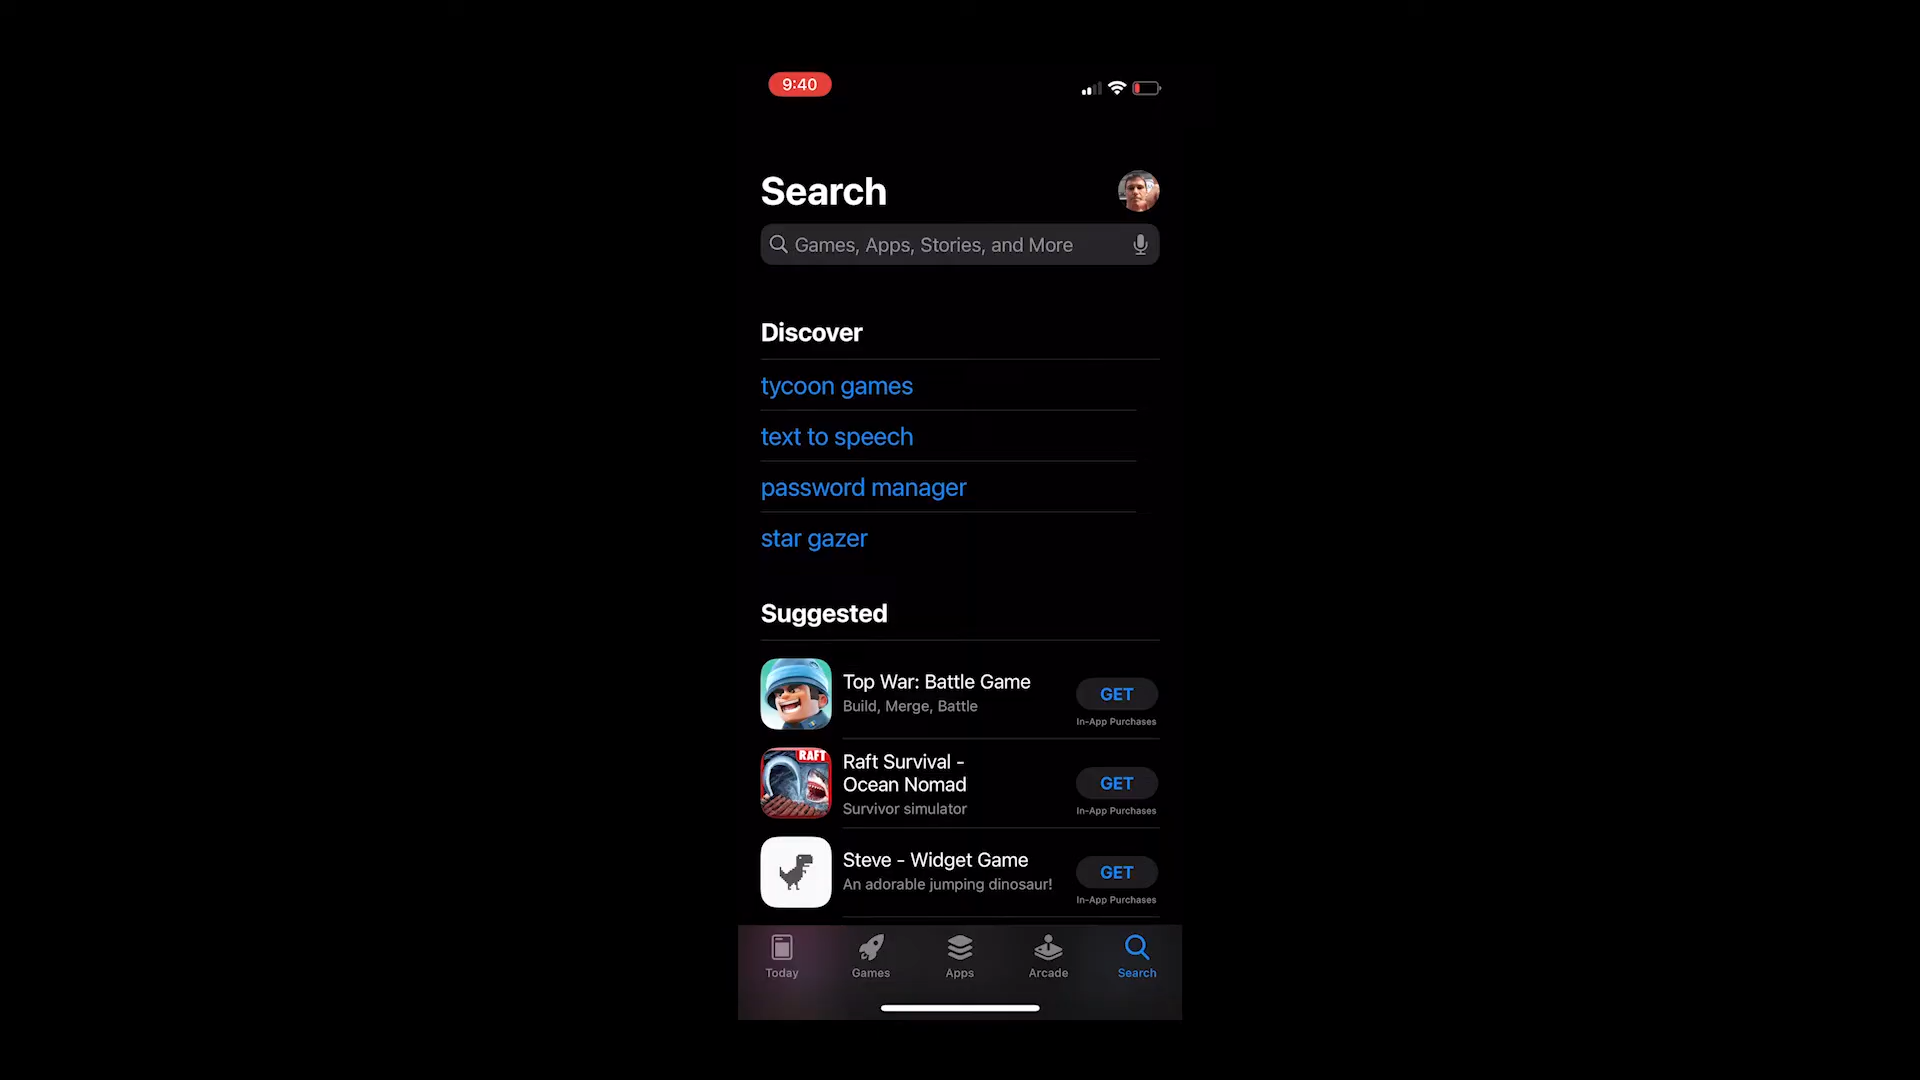 9:40
Search
Games, Apps, Stories, and More
Discover
tycoon games
text to speech
password manager
star gazer
Suggested
Top War: Battle Game
Build, Merge, Battle
GET
In-App Purchases
RAFT
Raft Survival -
Ocean Nomad
Survivor simulator
GET
In-App Purchases
Steve - Widget Game
An adorable jumping dinosaur!
GET
In-App Purchases
Today
Games
Apps
Arcade
Search